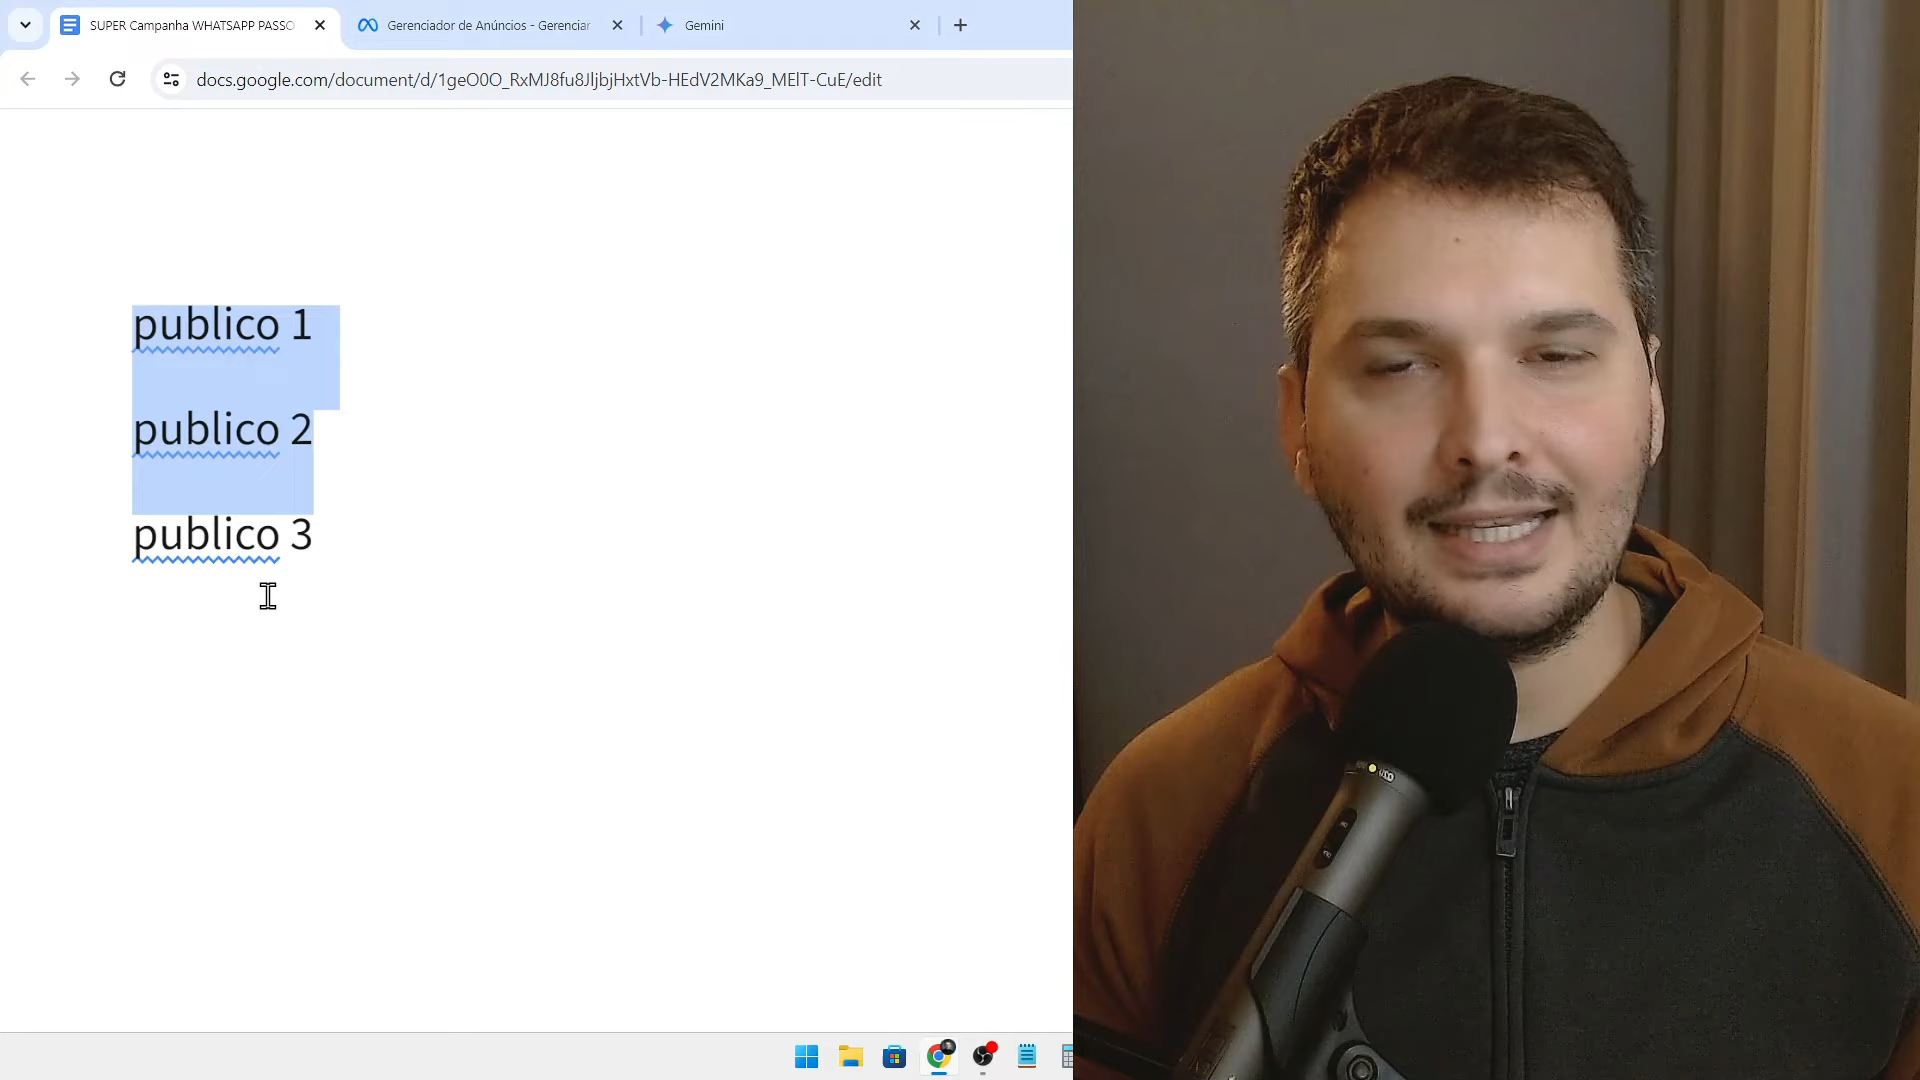 SUPER Campanha WHATSAPP PASSO
Gerenciador de Anúncios - Gerenciar
Gemini
docs.google.com/document/d/1geO0O_RxMJ8fu8JljbjHxtVb-HEdV2MKa9_MElT-CuE/edit
publico 1
publico 2
publico 3